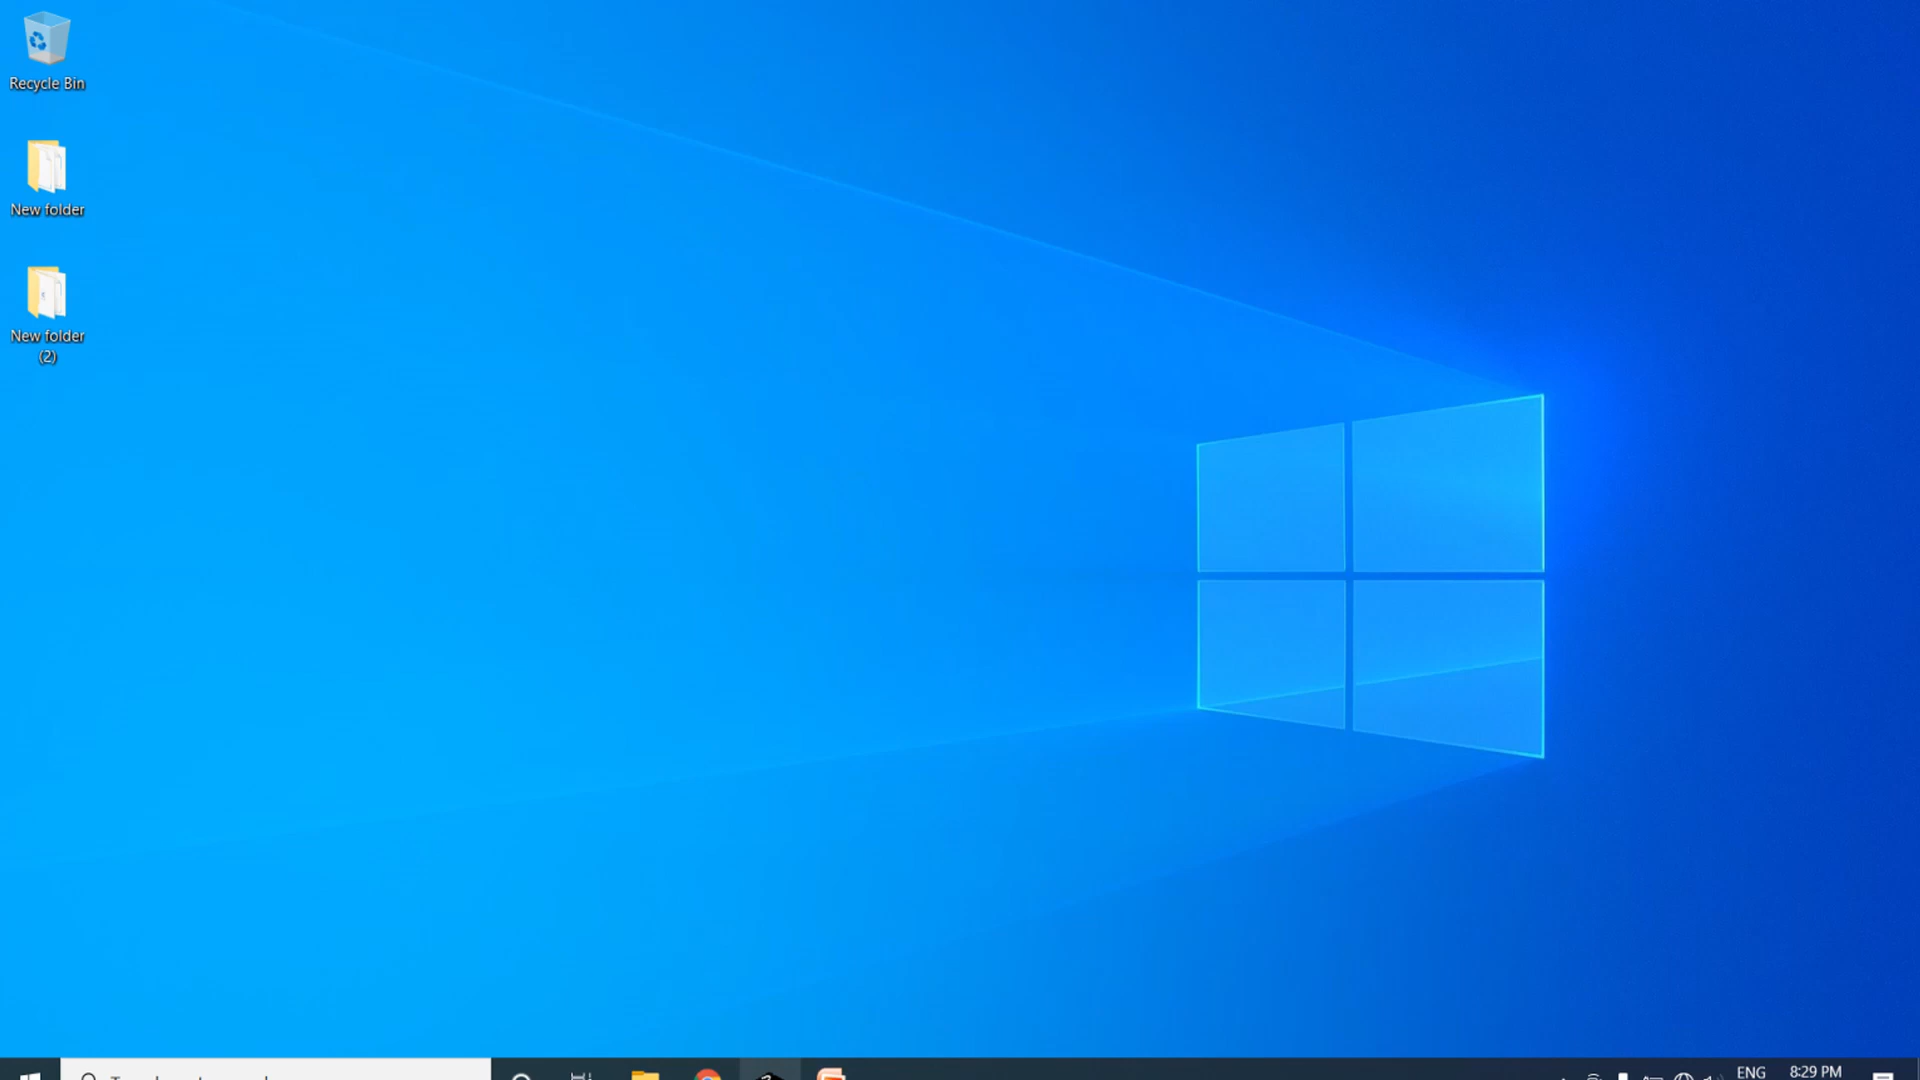 Recycle Bin
New folder
New folder
(2)
ENG
8:29 PM